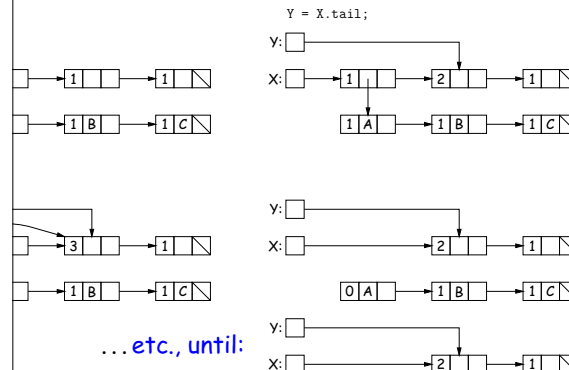 Y = X.tail;
Y:
1 1
X: 1 2 1
1 B 1 C
1 A 1 B 1 C
Y:
3 1
X: 2 1
1 B 1 C
0 A 1 B 1 C
...etc., until:
Y:
X: 2 1